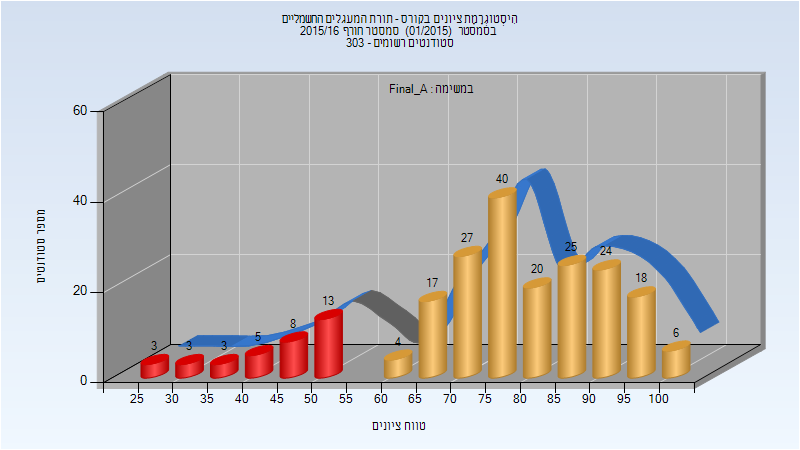 היסטוגרמת ציונים בקורס - תורת המעגלים החשמליים
בסמסטר (01/2015) סמסטר חורף 2015/16
סטודנטים רשומים - 303
במשימה : Final_A
מספר סטודנטים
60
40
20
0
3
3
3
5
8
13
4
17
27
40
20
25
24
18
6
25 30 35 40 45 50 55 60 65 70 75 80 85 90 95 100
טווח ציונים